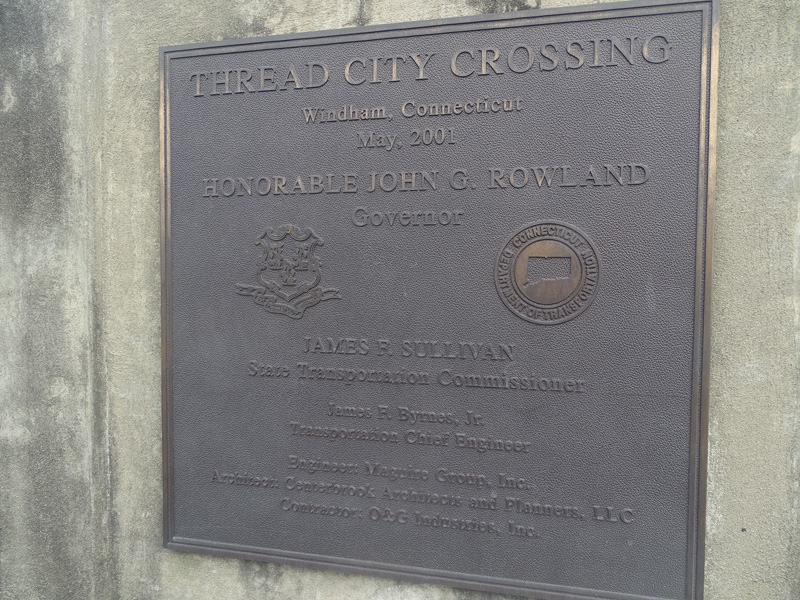 THREAD CITY CROSSING
Windham, Connecticut
May, 2001
HONORABLE JOHN G. ROWLAND
Governor
CONNECTICUT
DEPARTMENT OF TRANSPORTATION
JAMES F. SULLIVAN
State Transportation Commissioner
James F. Byrnes, Jr.
Transportation Chief Engineer
Engineer: Maguire Group, Inc.
Architect: Centerbrook Architects and Planners, LLC
Contractor: O&G Industries, Inc.